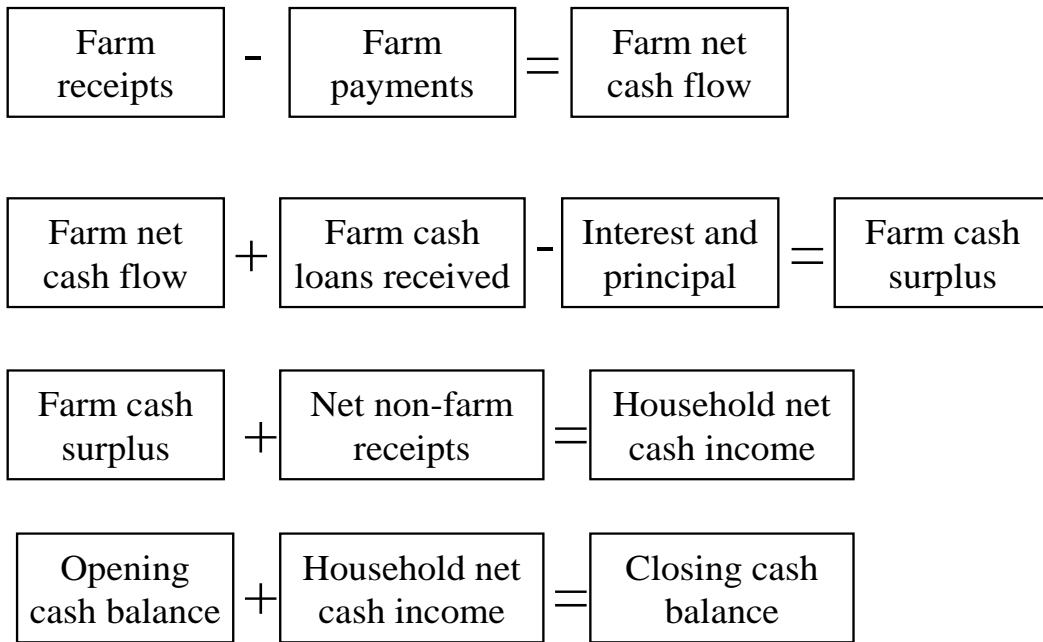 Farm receipts - Farm payments = Farm net cash flow
Farm net cash flow + Farm cash loans received - Interest and principal = Farm cash surplus
Farm cash surplus + Net non-farm receipts = Household net cash income
Opening cash balance + Household net cash income = Closing cash balance